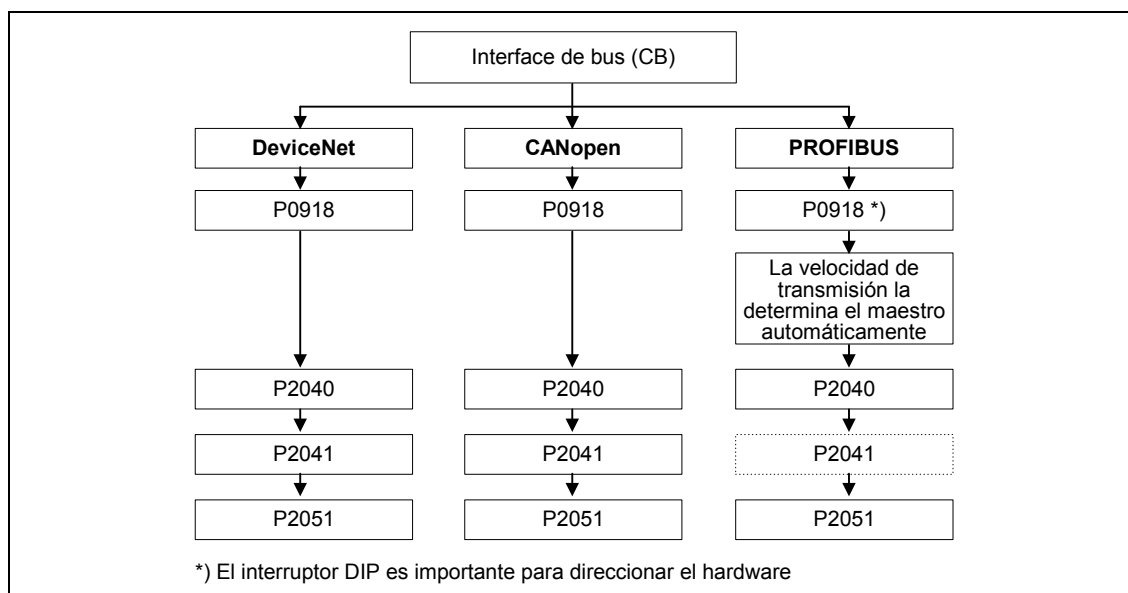 Interface de bus (CB)
DeviceNet
CANopen
PROFIBUS
P0918
P0918
P0918 *)
La velocidad de
transmisión la
determina el maestro
automáticamente
P2040
P2040
P2040
P2041
P2041
P2041
P2051
P2051
P2051
*) El interruptor DIP es importante para direccionar el hardware